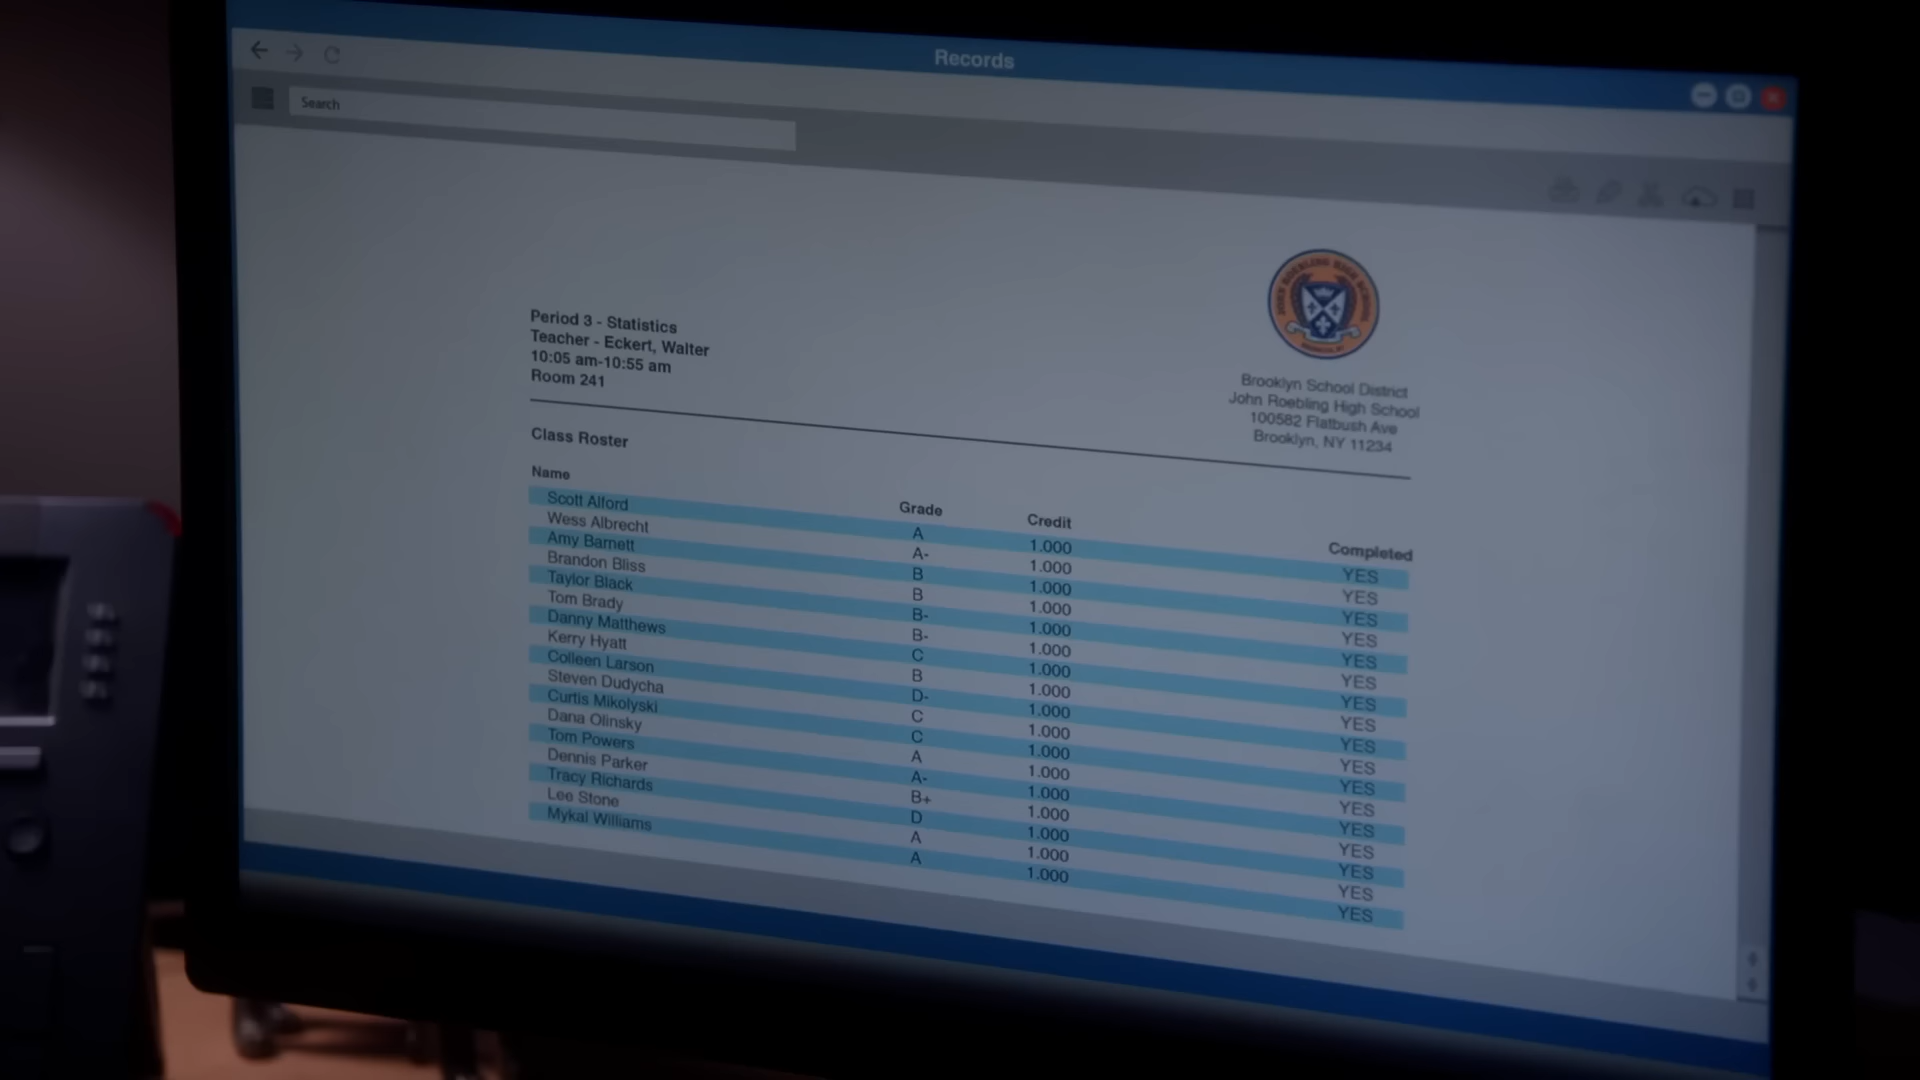 Records
Search
Period 3 - Statistics
Teacher - Eckert, Walter
10:05 am-10:55 am
Room 241
JOHN ROEBLING HIGH SCHOOL
Brooklyn School District
John Roebling High School
100582 Flatbush Ave
Brooklyn, NY 11234
Class Roster
Name Grade Credit Completed
Scott Alford A 1.000 YES
Wess Albrecht A- 1.000 YES
Amy Barnett B 1.000 YES
Brandon Bliss B 1.000 YES
Taylor Black B- 1.000 YES
Tom Brady B- 1.000 YES
Danny Matthews C 1.000 YES
Kerry Hyatt B 1.000 YES
Colleen Larson D- 1.000 YES
Steven Dudycha C 1.000 YES
Curtis Mikolyski C 1.000 YES
Dana Olinsky A 1.000 YES
Tom Powers A- 1.000 YES
Dennis Parker B+ 1.000 YES
Tracy Richards D 1.000 YES
Lee Stone A 1.000 YES
Mykal Williams A 1.000 YES